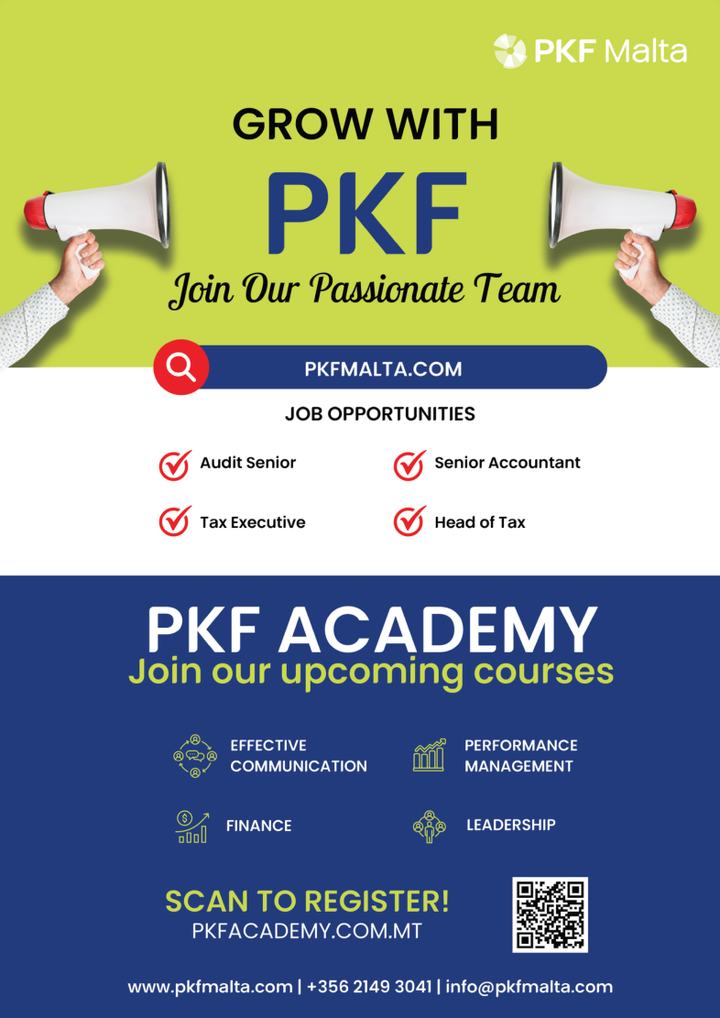 PKF Malta
GROW WITH
PKF
Join Our Passionate Team
PKFMALTA.COM
JOB OPPORTUNITIES
Audit Senior
Senior Accountant
Tax Executive
Head of Tax
PKF ACADEMY
Join our upcoming courses
EFFECTIVE
COMMUNICATION
PERFORMANCE
MANAGEMENT
FINANCE
LEADERSHIP
SCAN TO REGISTER!
PKFACADEMY.COM.MT
www.pkfmalta.com | +356 2149 3041 | info@pkfmalta.com